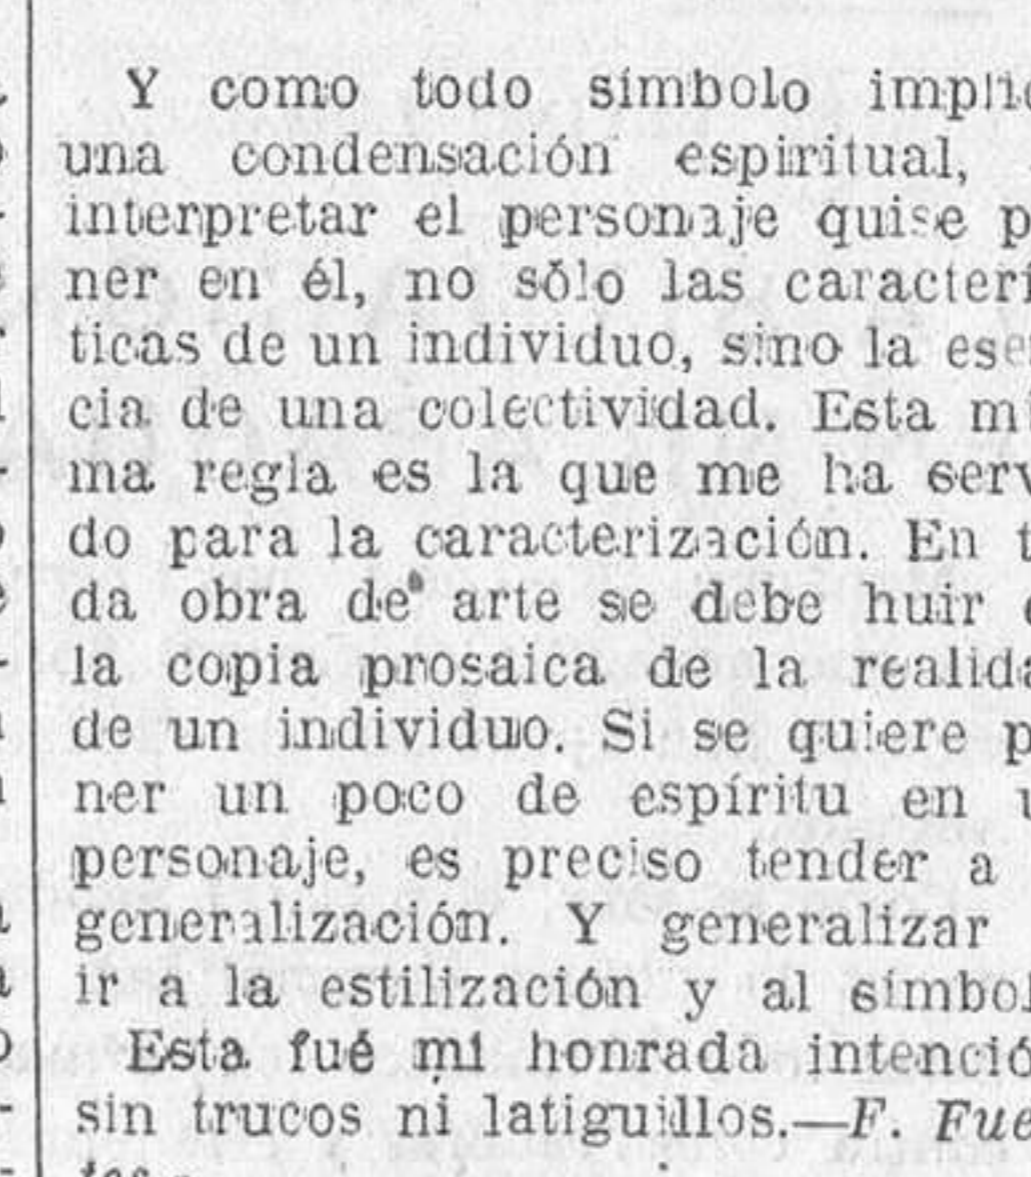 Y como todo símbolo implic
una condensación espiritual,
interpretar el personaje quise p
ner en él, no sólo las caracterí
ticas de un individuo, sino la esen
cia de una colectividad. Esta mi
ma regla es la que me ha servi
do para la caracterización. En t
da obra de arte se debe huir d
la copia prosaica de la realida
de un individuo. Si se quiere p
ner un poco de espíritu en u
personaje, es preciso tender a
generalización. Y generalizar
ir a la estilización y al símbol
Esta fué mi honrada intenció
sin trucos ni latiguillos.—F. Fue